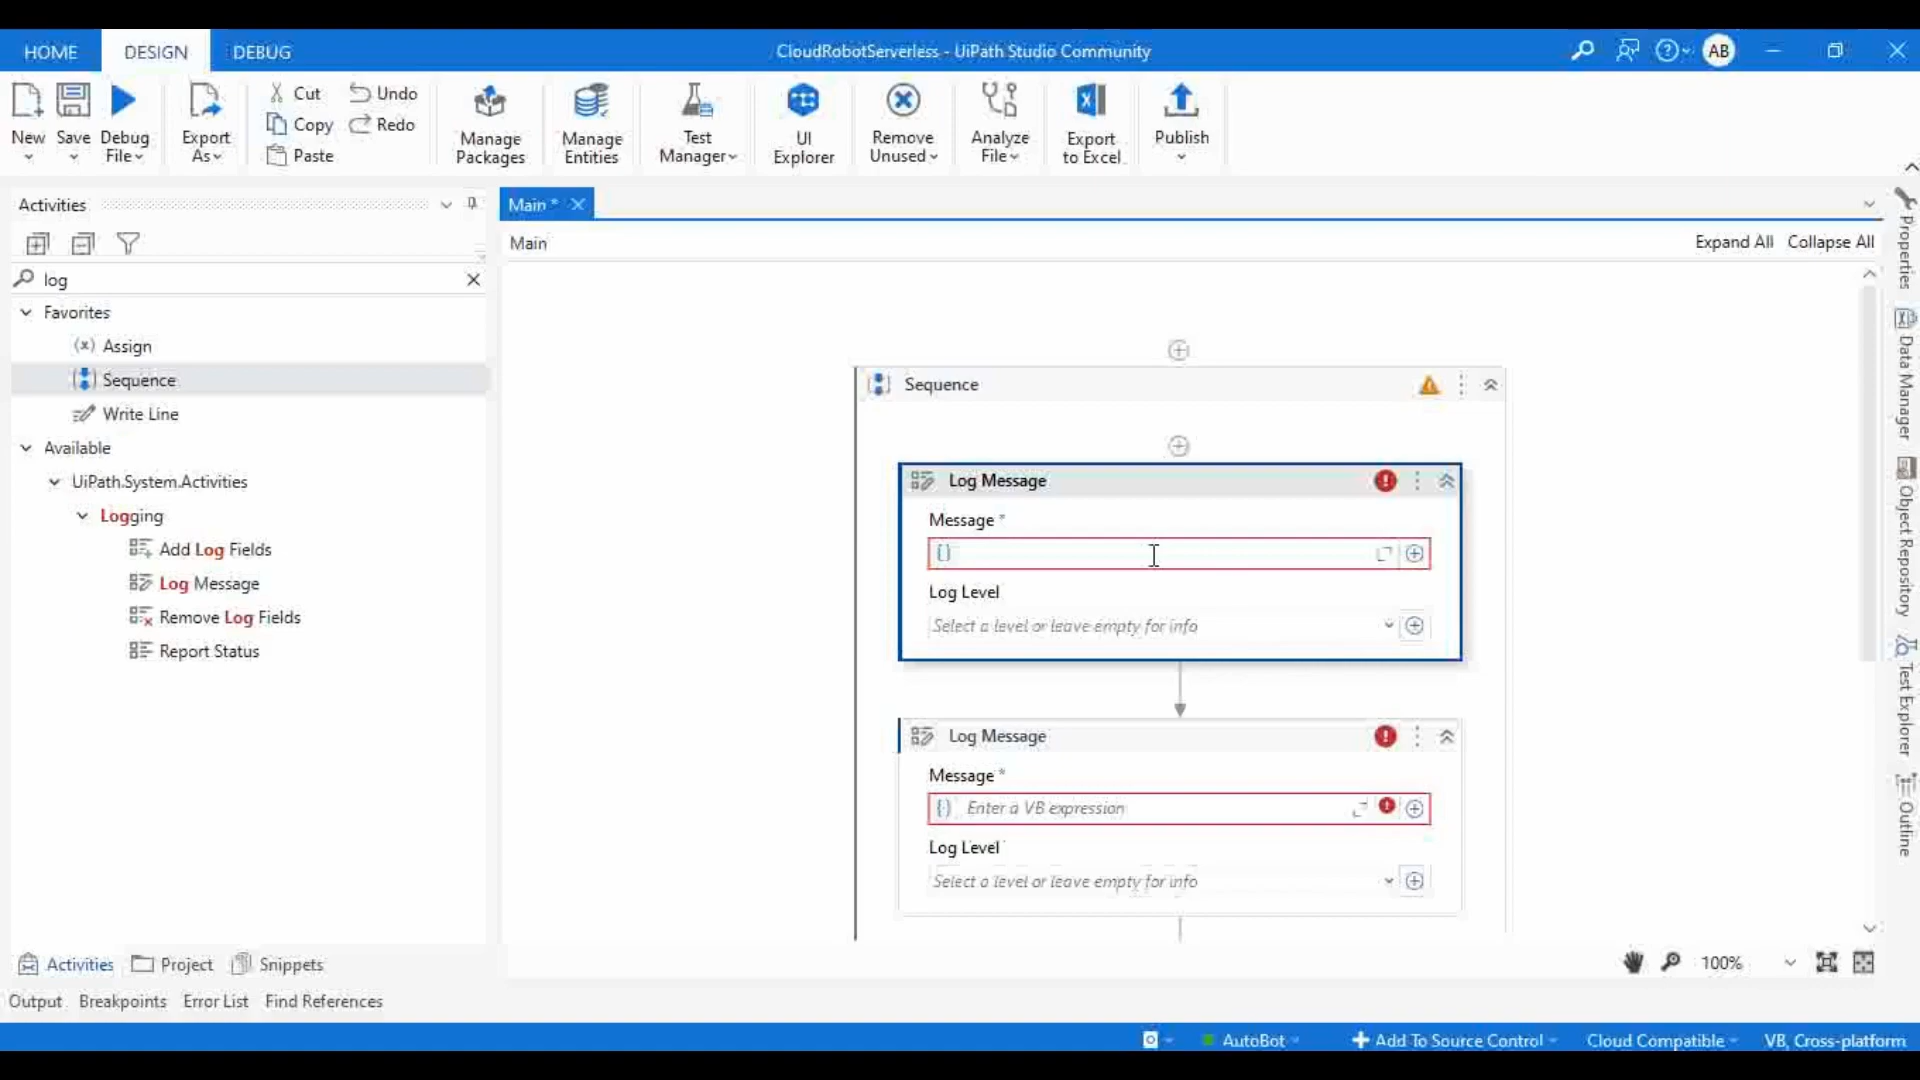 HOME DESIGN DEBUG CloudRobotServerless - UiPath Studio Community AB
New Save Debug File Export As Cut Copy Paste Undo Redo Manage Packages Manage Entities Test Manager UI Explorer Remove Unused Analyze File Export to Excel Publish
Activities
log
Favorites
Assign
Sequence
Write Line
Available
UiPath.System.Activities
Logging
Add Log Fields
Log Message
Remove Log Fields
Report Status
Main *
Main Expand All Collapse All
Sequence
Log Message
Message *
Log Level
Select a level or leave empty for info
Log Message
Message *
Enter a VB expression
Log Level
Select a level or leave empty for info
Properties
Data Manager
Object Repository
Test Explorer
Outline
Activities Project Snippets 100%
Output Breakpoints Error List Find References
AutoBot Add To Source Control Cloud Compatible VB, Cross-platform